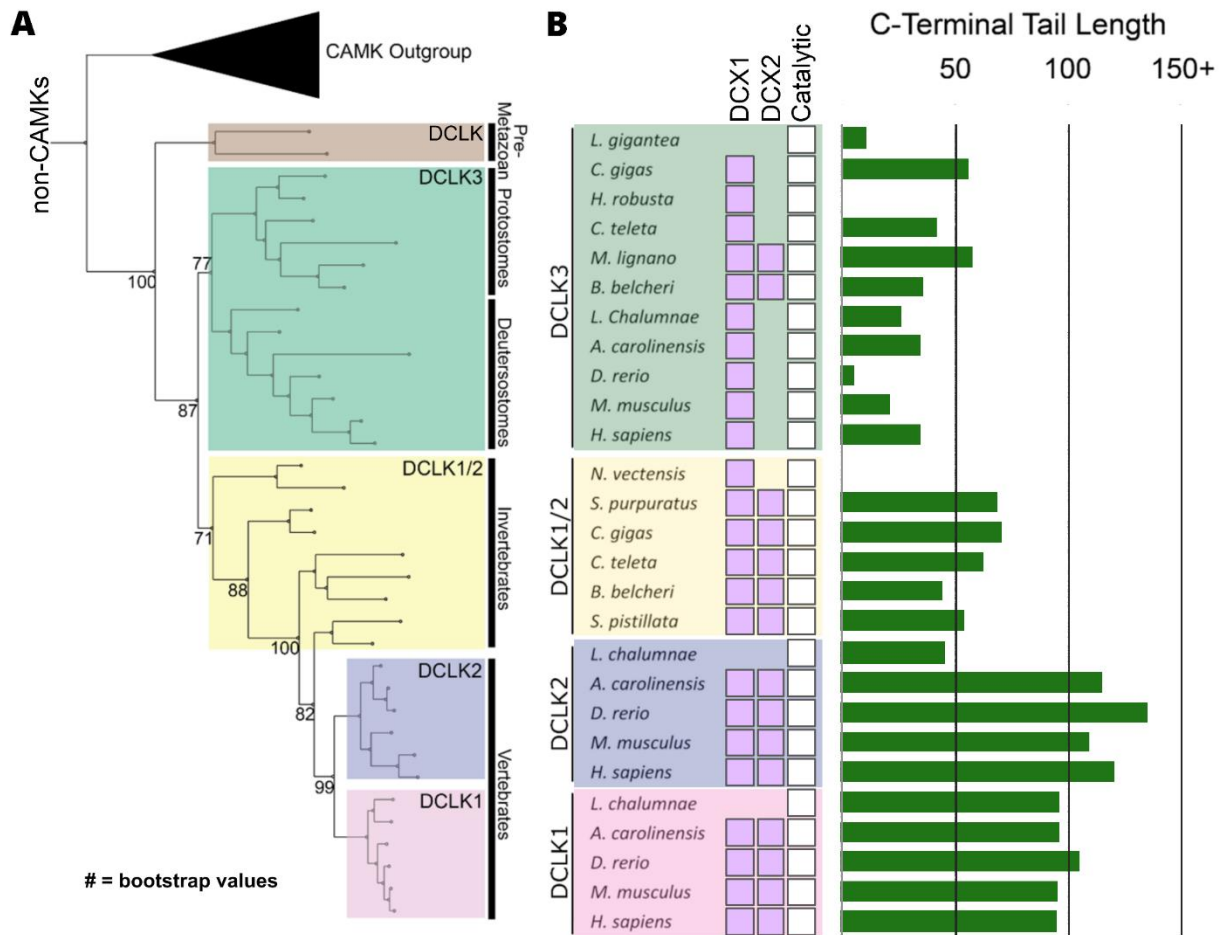 A
CAMK Outgroup
non-CAMKs
DCLK
Pre-
Metazoan
DCLK3
Protostomes
77
100
Deutersostomes
87
DCLK1/2
Invertebrates
71
88
100
DCLK2
82
Vertebrates
99
DCLK1
# = bootstrap values
B
C-Terminal Tail Length
DCX1
DCX2
Catalytic
50
100
150+
DCLK3
L. gigantea
C. gigas
H. robusta
C. teleta
M. lignano
B. belcheri
L. Chalumnae
A. carolinensis
D. rerio
M. musculus
H. sapiens
DCLK1/2
N. vectensis
S. purpuratus
C. gigas
C. teleta
B. belcheri
S. pistillata
DCLK2
L. chalumnae
A. carolinensis
D. rerio
M. musculus
H. sapiens
DCLK1
L. chalumnae
A. carolinensis
D. rerio
M. musculus
H. sapiens